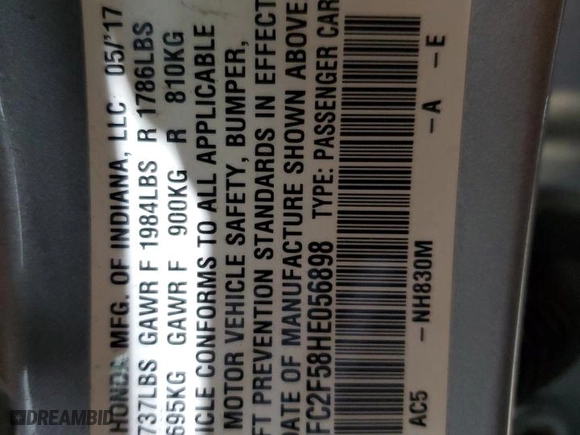 HONDA MFG. OF INDIANA, LLC 05/17
737LBS GAWR F 1984LBS R 1786LBS
695KG GAWR F 900KG R 810KG
ICLE CONFORMS TO ALL APPLICABLE
MOTOR VEHICLE SAFETY, BUMPER,
FT PREVENTION STANDARDS IN EFFECT
DATE OF MANUFACTURE SHOWN ABOVE
FC2F58HE056898 TYPE: PASSENGER CAR
AC5 -NH830M -A -E
DREAMBID